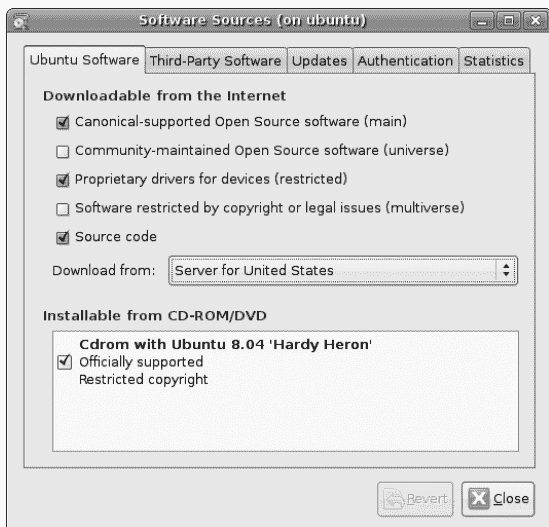 Software Sources (on ubuntu)
Ubuntu Software Third-Party Software Updates Authentication Statistics
Downloadable from the Internet
Canonical-supported Open Source software (main)
Community-maintained Open Source software (universe)
Proprietary drivers for devices (restricted)
Software restricted by copyright or legal issues (multiverse)
Source code
Download from: Server for United States
Installable from CD-ROM/DVD
Cdrom with Ubuntu 8.04 'Hardy Heron'
Officially supported
Restricted copyright
Revert Close